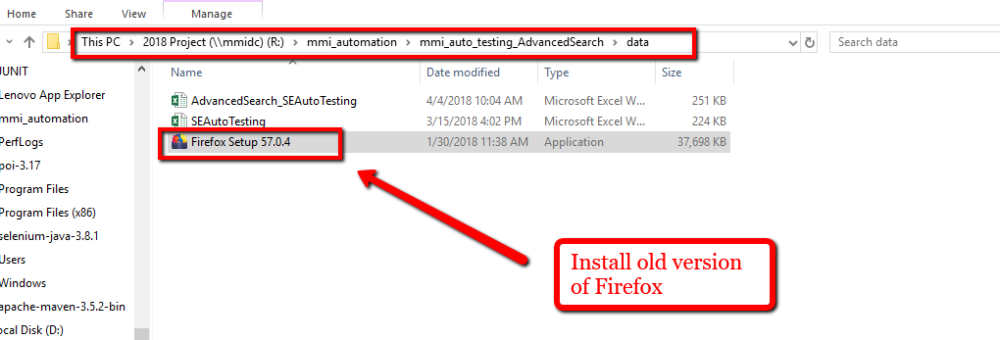 Home Share View Manage
This PC > 2018 Project (\\mmidc) (R:) > mmi_automation > mmi_auto_testing_AdvancedSearch > data
Search data
Name Date modified Type Size
JUNIT
Lenovo App Explorer
mmi_automation
PerfLogs
poi-3.17
Program Files
Program Files (x86)
selenium-java-3.8.1
Users
Windows
apache-maven-3.5.2-bin
ocal Disk (D:)
AdvancedSearch_SEAutoTesting 4/4/2018 10:04 AM Microsoft Excel W... 251 KB
SEAutoTesting 3/15/2018 4:02 PM Microsoft Excel W... 224 KB
Firefox Setup 57.0.4 1/30/2018 11:38 AM Application 37,698 KB
Install old version
of Firefox